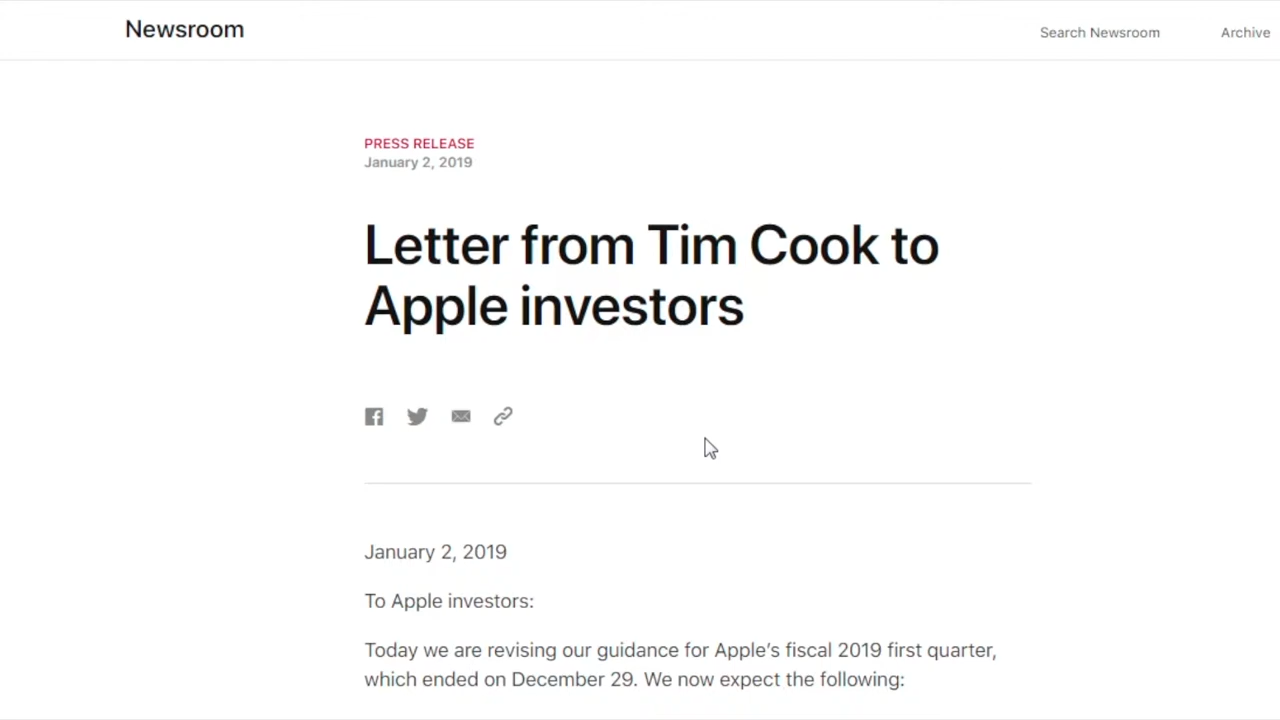 Newsroom
Search Newsroom
Archive
PRESS RELEASE
January 2, 2019
Letter from Tim Cook to
Apple investors
January 2, 2019
To Apple investors:
Today we are revising our guidance for Apple’s fiscal 2019 first quarter,
which ended on December 29. We now expect the following: